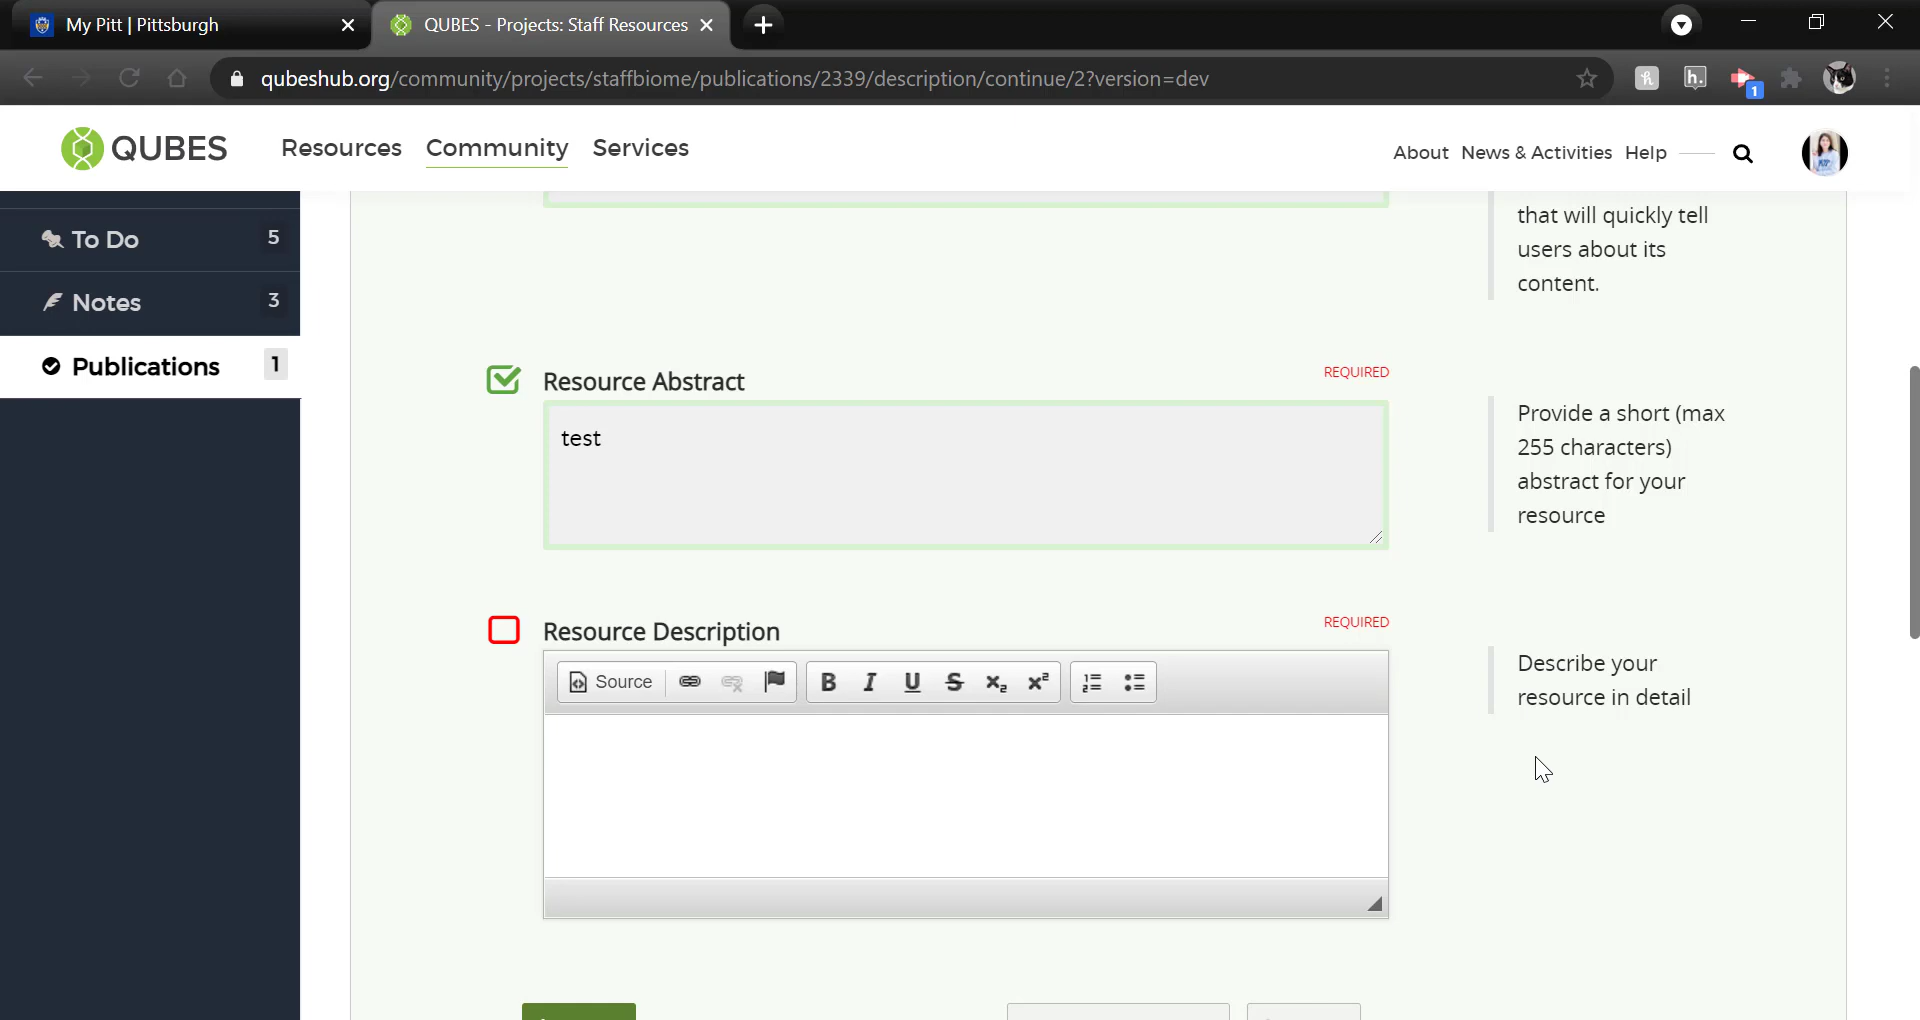 My Pitt | Pittsburgh
QUBES - Projects: Staff Resources
qubeshub.org/community/projects/staffbiome/publications/2339/description/continue/2?version=dev
h
h.
1
QUBES
Resources Community Services
About News & Activities Help
To Do 5
Notes 3
Publications 1
that will quickly tell
users about its
content.
Resource Abstract REQUIRED
test
Provide a short (max
255 characters)
abstract for your
resource
Resource Description REQUIRED
Source B I U S x₂ x²
Describe your
resource in detail